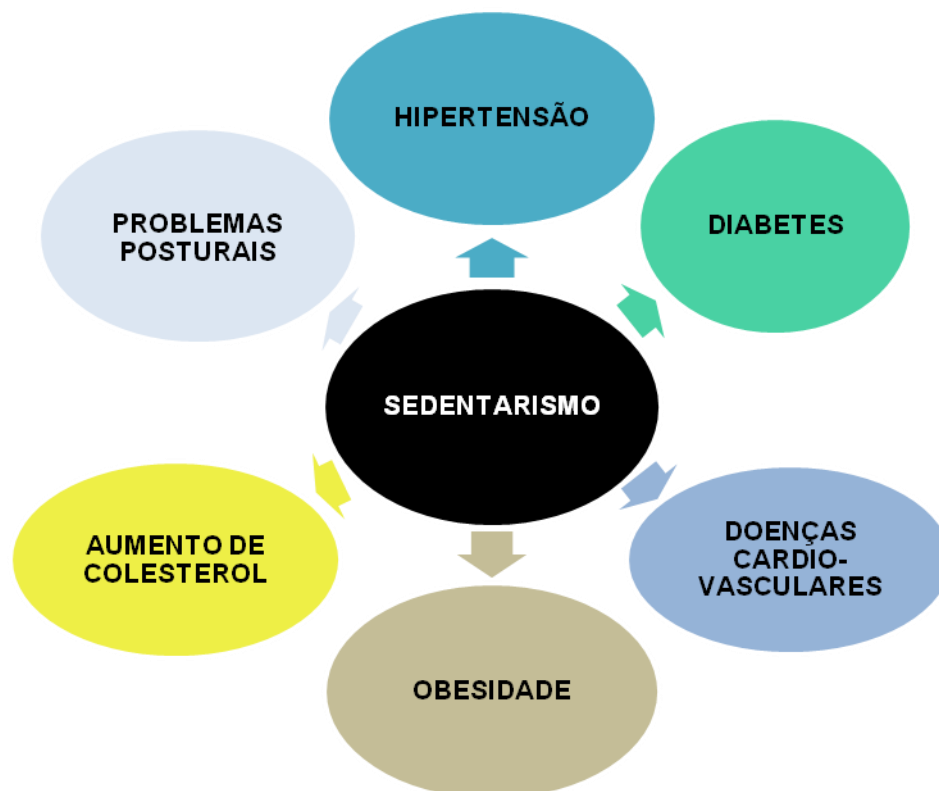 HIPERTENSÃO
PROBLEMAS
POSTURAIS
DIABETES
SEDENTARISMO
AUMENTO DE
COLESTEROL
DOENÇAS
CARDIO-
VASCULARES
OBESIDADE